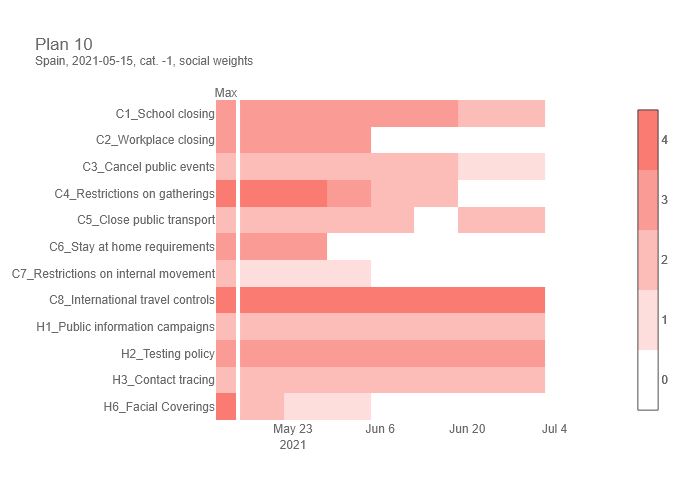 Plan 10
Spain, 2021-05-15, cat. -1, social weights
Max
C1_School closing
C2_Workplace closing
C3_Cancel public events
C4_Restrictions on gatherings
C5_Close public transport
C6_Stay at home requirements
C7_Restrictions on internal movement
C8_International travel controls
H1_Public information campaigns
H2_Testing policy
H3_Contact tracing
H6_Facial Coverings
May 23 Jun 6 Jun 20 Jul 4
2021
4
3
2
1
0